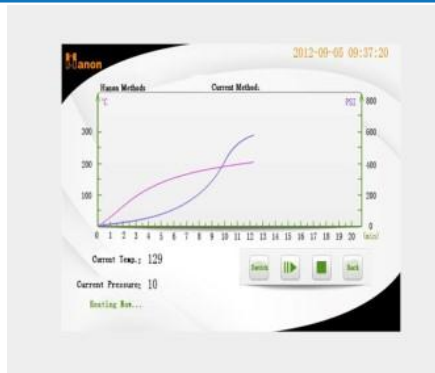 Hanon
2012-09-05 09:37:20
Hanon Methods Current Method:
°C PSI
800
300 600
200 400
100 200
0
0 1 2 3 4 5 6 7 8 9 10 11 12 13 14 15 16 17 18 19 20 (min)
Current Temp.: 129
Switch Back
Current Pressure: 10
Heating Now...